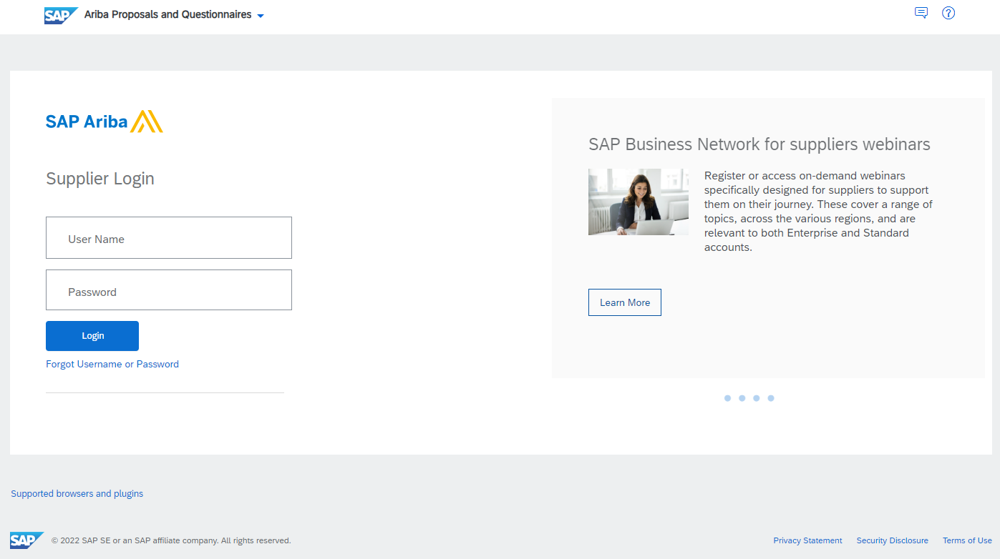 SAP Ariba Proposals and Questionnaires
SAP Ariba
Supplier Login
User Name
Password
Login
Forgot Username or Password
SAP Business Network for suppliers webinars
Register or access on-demand webinars
specifically designed for suppliers to support
them on their journey. These cover a range of
topics, across the various regions, and are
relevant to both Enterprise and Standard
accounts.
Learn More
Supported browsers and plugins
SAP © 2022 SAP SE or an SAP affiliate company. All rights reserved.
Privacy Statement Security Disclosure Terms of Use